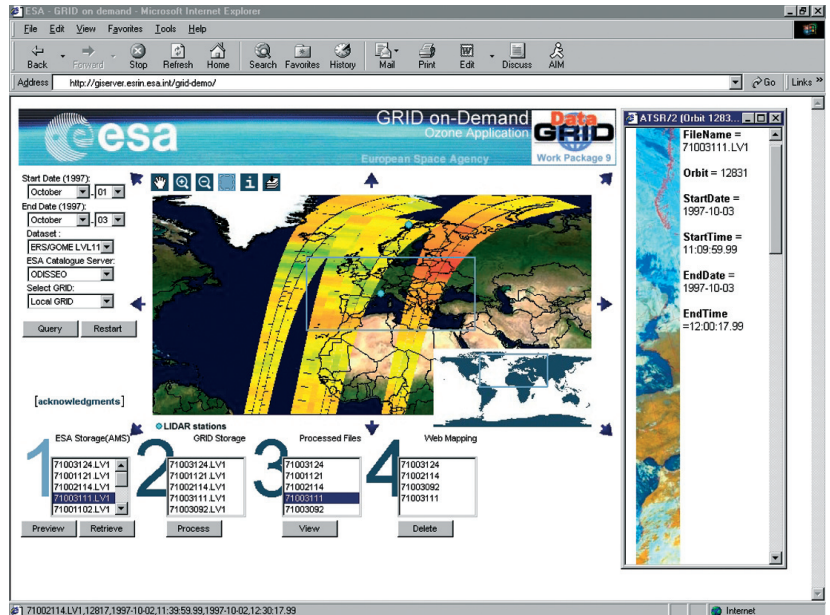 ESA - GRID on demand - Microsoft Internet Explorer
File Edit View Favorites Tools Help
Back Forward Stop Refresh Home Search Favorites History Mail Print Edit Discuss AIM
Address http://giserver.esrin.esa.int/grid-demo/ Go Links »
esa
GRID on-Demand
Ozone Application
European Space Agency
Data
GRID
Work Package 9
Start Date (1997):
October . 01
End Date (1997):
October . 03
Dataset :
ERS/GOME LVL11
ESA Catalogue Server:
ODISSEO
Select GRID:
Local GRID
Query Restart
[acknowledgments]
LIDAR stations
1 ESA Storage(AMS)
71003124.LV1
71001121.LV1
71002114.LV1
71003111.LV1
71001102.LV1
Preview Retrieve
2 GRID Storage
71003124.LV1
71001121.LV1
71002114.LV1
71003111.LV1
71003092.LV1
Process
3 Processed Files
71003124
71001121
71002114
71003111
71003092
View
4 Web Mapping
71003124
71002114
71003092
71003111
Delete
ATSR/2 (Orbit 1283...
FileName =
71003111.LV1
Orbit = 12831
StartDate =
1997-10-03
StartTime =
11:09:59.99
EndDate =
1997-10-03
EndTime
=12:00:17.99
71002114.LV1,12817,1997-10-02,11:39:59.99,1997-10-02,12:30:17.99 Internet